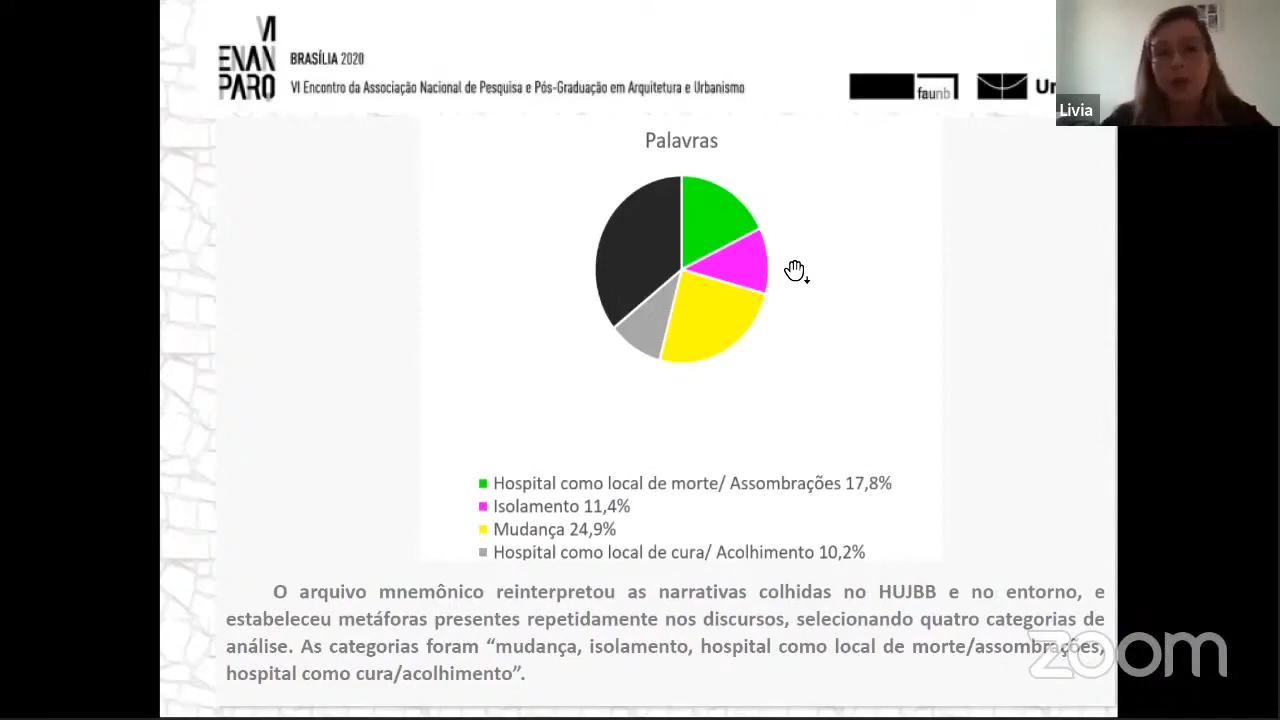 VI
ENAN
PARQ
BRASÍLIA 2020
VI Encontro da Associação Nacional de Pesquisa e Pós-Graduação em Arquitetura e Urbanismo
faunb
Livia
Palavras
Hospital como local de morte/ Assombrações 17,8%
Isolamento 11,4%
Mudança 24,9%
Hospital como local de cura/ Acolhimento 10,2%
O arquivo mnemônico reinterpretou as narrativas colhidas no HUJBB e no entorno, e
estabeleceu metáforas presentes repetidamente nos discursos, selecionando quatro categorias de
análise. As categorias foram “mudança, isolamento, hospital como local de morte/assombrações,
hospital como cura/acolhimento”.
zoom